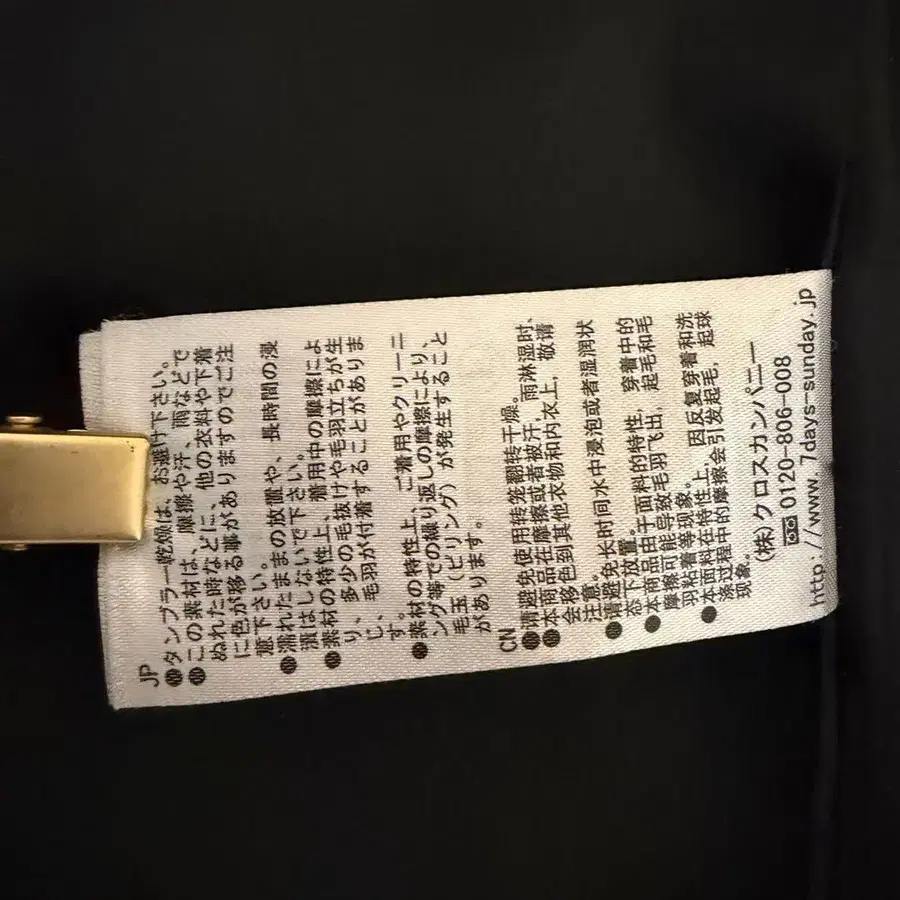 JP
●タンブラー乾燥は、お避け下さい。
●この素材は、摩擦や汗、雨などで
ぬれた時などに、他の衣料や下着
に色が移る事がありますのでご注
意下さい。
●濡れたままの放置や、長時間の浸
漬はしないで下さい。
●素材の特性上、着用中の摩擦によ
り、多少の毛抜けや毛羽立ちが生
じ、毛羽が付着することがありま
す。
●素材の特性上、ご着用やクリーニ
ング等での繰り返しの摩擦により、
毛玉（ピリング）が発生すること
があります。
CN
●请避免使用转笼翻转干燥。
●本商品在摩擦或者被汗、雨淋湿时、
会移色到其他衣物和内衣上，敬请
注意。
●请避免长时间水中浸泡或者湿润状
态下放置。
●本商品由于面料的特性，穿着中的
摩擦可能导致毛羽飞出，起毛和毛
羽粘着等现象。
●本面料在特性上，因反复穿着和洗
涤过程中的摩擦会引发起毛，起球
现象。
(株)クロスカンパニー
0120-806-008
http://www.7days-sunday.jp